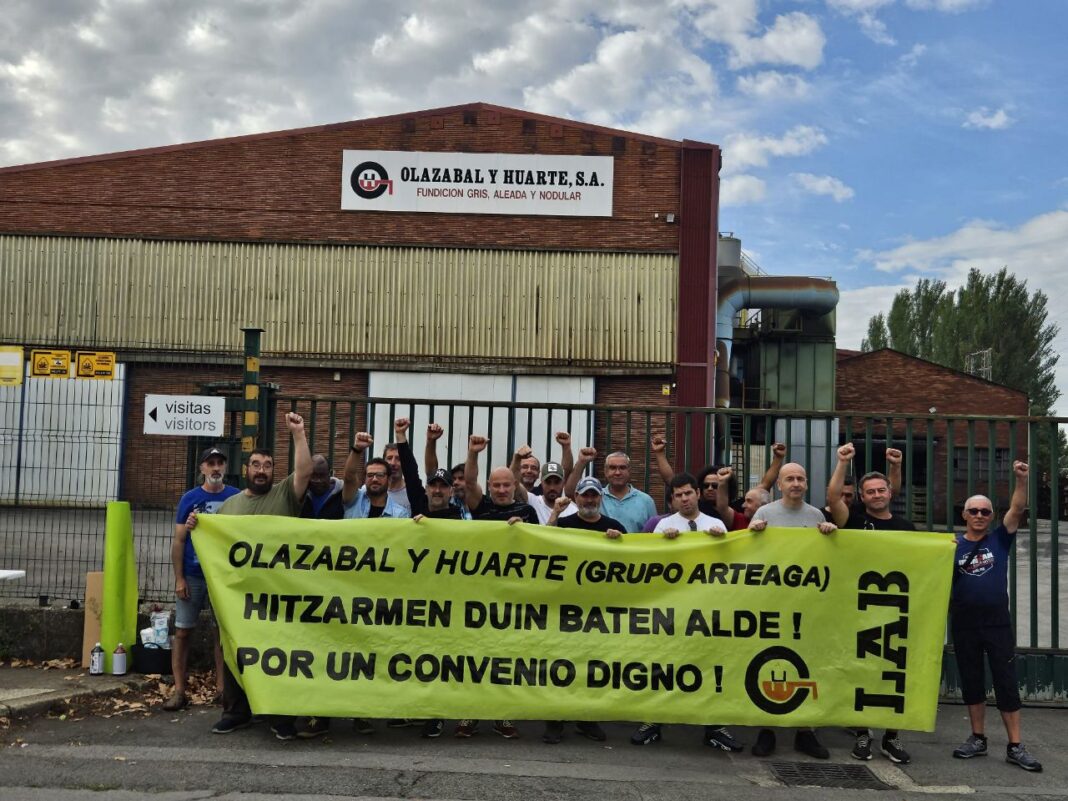 OLAZABAL Y HUARTE, S.A.
FUNDICION GRIS, ALEADA Y NODULAR
visitas
visitors
OLAZABAL Y HUARTE (GRUPO ARTEAGA)
HITZARMEN DUIN BATEN ALDE !
POR UN CONVENIO DIGNO !
LAB